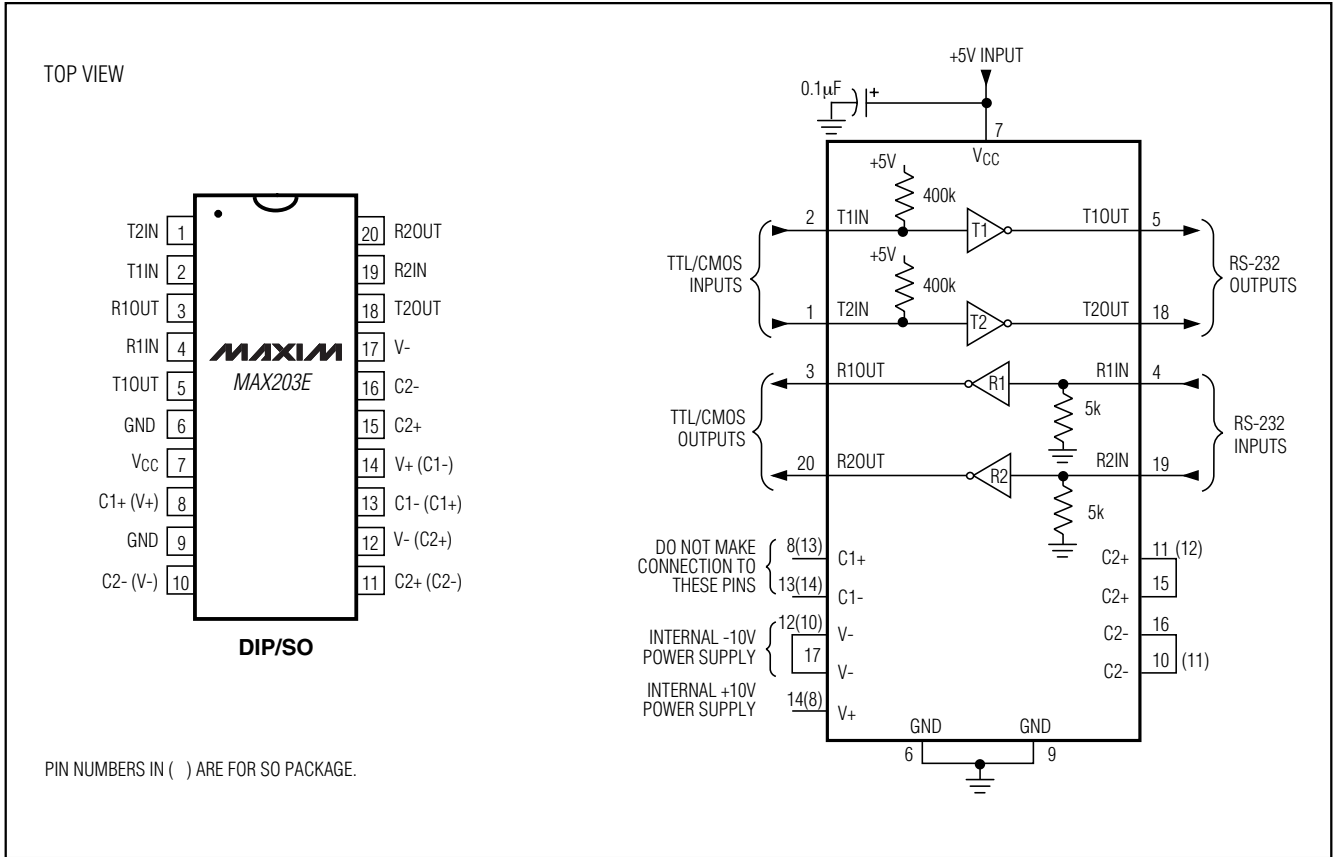 TOP VIEW
T2IN 1
T1IN 2
R1OUT 3
R1IN 4
T1OUT 5
GND 6
VCC 7
C1+ (V+) 8
GND 9
C2- (V-) 10
20 R2OUT
19 R2IN
18 T2OUT
17 V-
16 C2-
15 C2+
14 V+ (C1-)
13 C1- (C1+)
12 V- (C2+)
11 C2+ (C2-)
MAXIM
MAX203E
DIP/SO
PIN NUMBERS IN ( ) ARE FOR SO PACKAGE.
+5V INPUT
0.1µF +
7
VCC
+5V
400k
2 T1IN T1 T1OUT 5
+5V
400k
1 T2IN T2 T2OUT 18
TTL/CMOS
INPUTS
RS-232
OUTPUTS
3 R1OUT R1 R1IN 4
5k
20 R2OUT R2 R2IN 19
5k
TTL/CMOS
OUTPUTS
RS-232
INPUTS
DO NOT MAKE
CONNECTION TO
THESE PINS
8(13) C1+
13(14) C1-
INTERNAL -10V
POWER SUPPLY
12(10) V-
17 V-
INTERNAL +10V
POWER SUPPLY
14(8) V+
C2+ 11 (12)
C2+ 15
C2- 16
C2- 10 (11)
GND GND
6 9